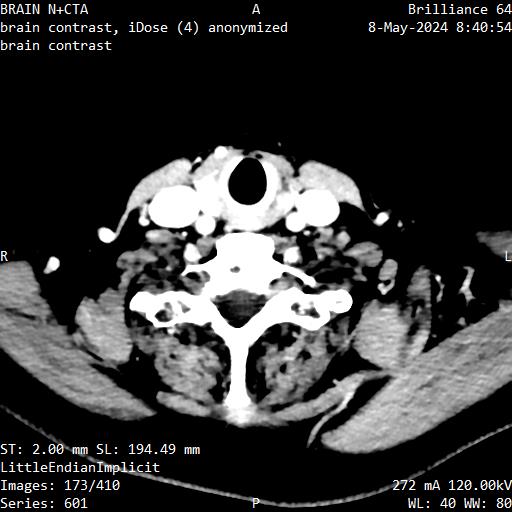 BRAIN N+CTA
A
Brilliance 64
brain contrast, iDose (4) anonymized
8-May-2024 8:40:54
brain contrast
R
L
ST: 2.00 mm SL: 194.49 mm
LittleEndianImplicit
Images: 173/410
272 mA 120.00kV
Series: 601
P
WL: 40 WW: 80